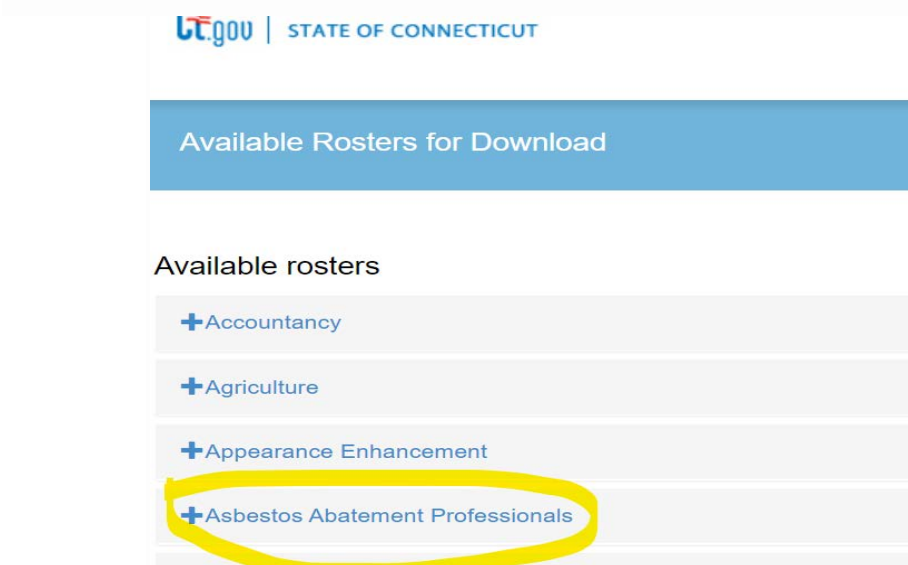 CT.gov | STATE OF CONNECTICUT
Available Rosters for Download
Available rosters
+Accountancy
+Agriculture
+Appearance Enhancement
+Asbestos Abatement Professionals